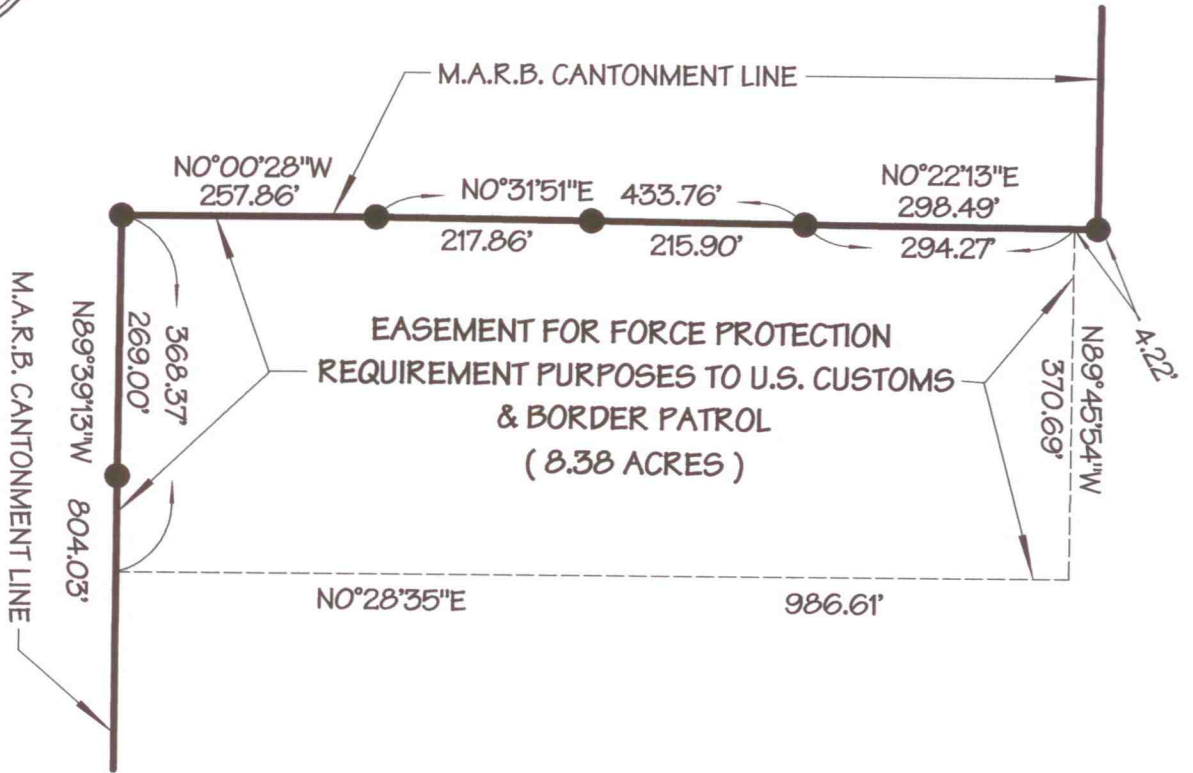 M.A.R.B. CANTONMENT LINE
N0°00'28"W
257.86'
N0°31'51"E 433.76'
217.86'
215.90'
N0°22'13"E
298.49'
294.27'
4.22'
EASEMENT FOR FORCE PROTECTION
REQUIREMENT PURPOSES TO U.S. CUSTOMS
& BORDER PATROL
( 8.38 ACRES )
N89°45'54"W
370.69'
368.37'
269.00'
N89°39'13"W 804.03'
M.A.R.B. CANTONMENT LINE
N0°28'35"E 986.61'